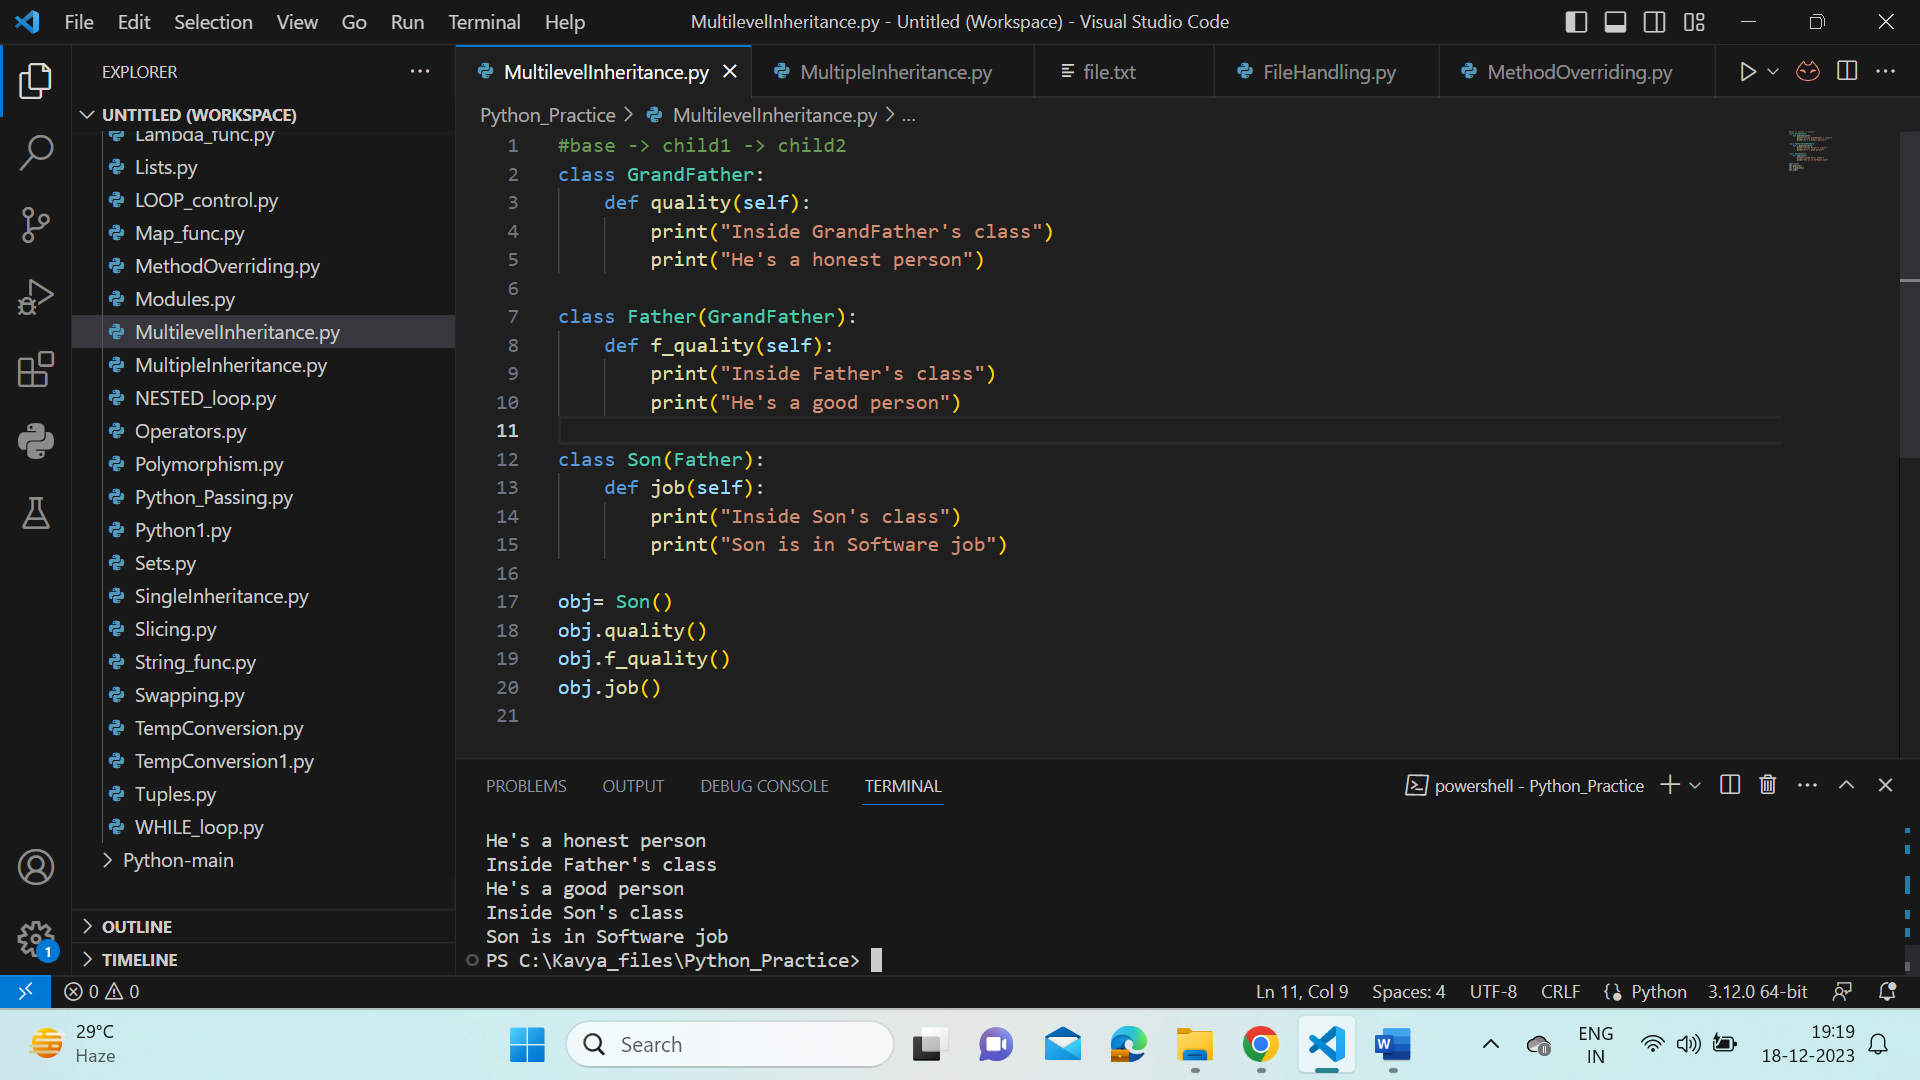 File Edit Selection View Go Run Terminal Help
MultilevelInheritance.py - Untitled (Workspace) - Visual Studio Code
EXPLORER
UNTITLED (WORKSPACE)
Lambda_func.py
Lists.py
LOOP_control.py
Map_func.py
MethodOverriding.py
Modules.py
MultilevelInheritance.py
MultipleInheritance.py
NESTED_loop.py
Operators.py
Polymorphism.py
Python_Passing.py
Python1.py
Sets.py
SingleInheritance.py
Slicing.py
String_func.py
Swapping.py
TempConversion.py
TempConversion1.py
Tuples.py
WHILE_loop.py
Python-main
OUTLINE
TIMELINE
1
MultilevelInheritance.py MultipleInheritance.py file.txt FileHandling.py MethodOverriding.py
Python_Practice > MultilevelInheritance.py > ...
1 #base -> child1 -> child2
2 class GrandFather:
3 def quality(self):
4 print("Inside GrandFather's class")
5 print("He's a honest person")
6
7 class Father(GrandFather):
8 def f_quality(self):
9 print("Inside Father's class")
10 print("He's a good person")
11
12 class Son(Father):
13 def job(self):
14 print("Inside Son's class")
15 print("Son is in Software job")
16
17 obj= Son()
18 obj.quality()
19 obj.f_quality()
20 obj.job()
21
PROBLEMS OUTPUT DEBUG CONSOLE TERMINAL
powershell - Python_Practice
He's a honest person
Inside Father's class
He's a good person
Inside Son's class
Son is in Software job
PS C:\Kavya_files\Python_Practice>
0 0
Ln 11, Col 9 Spaces: 4 UTF-8 CRLF Python 3.12.0 64-bit
29°C
Haze
Search
ENG
IN
19:19
18-12-2023